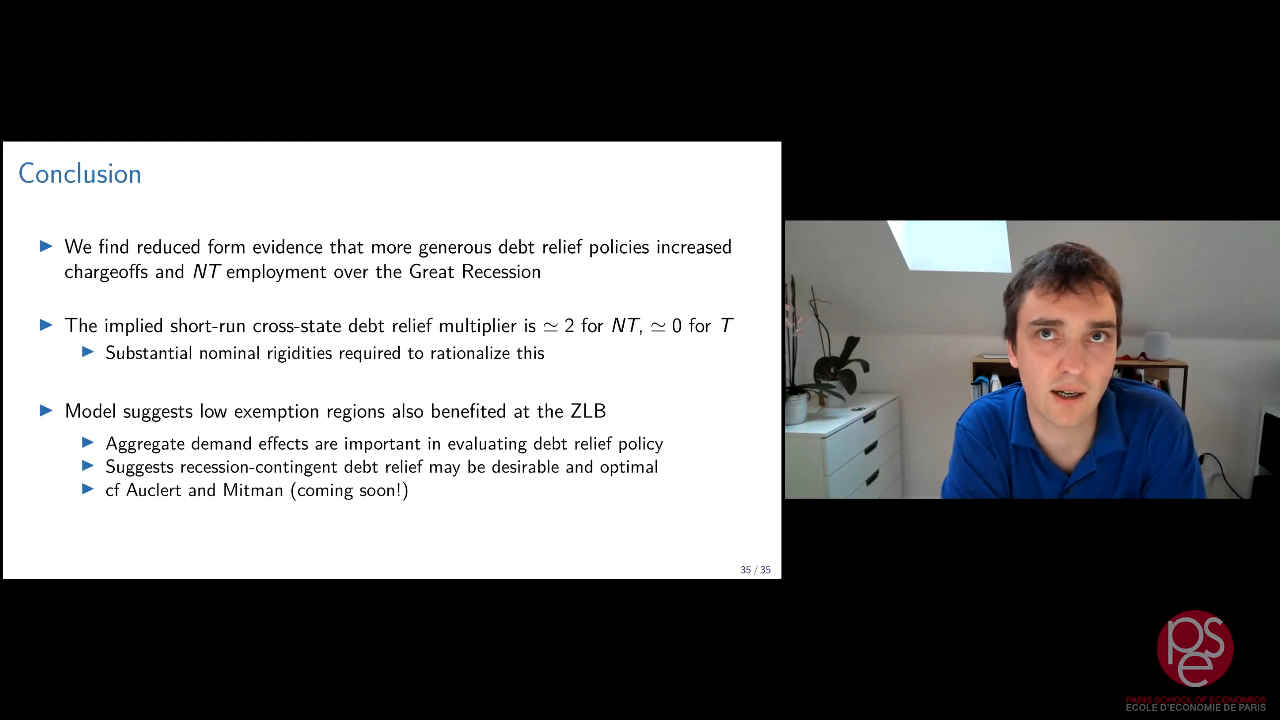 Conclusion
▶ We find reduced form evidence that more generous debt relief policies increased
chargeoffs and NT employment over the Great Recession
▶ The implied short-run cross-state debt relief multiplier is ≃ 2 for NT, ≃ 0 for T
▶ Substantial nominal rigidities required to rationalize this
▶ Model suggests low exemption regions also benefited at the ZLB
▶ Aggregate demand effects are important in evaluating debt relief policy
▶ Suggests recession-contingent debt relief may be desirable and optimal
▶ cf Auclert and Mitman (coming soon!)
35 / 35
pse
PARIS SCHOOL OF ECONOMICS
ECOLE D'ECONOMIE DE PARIS